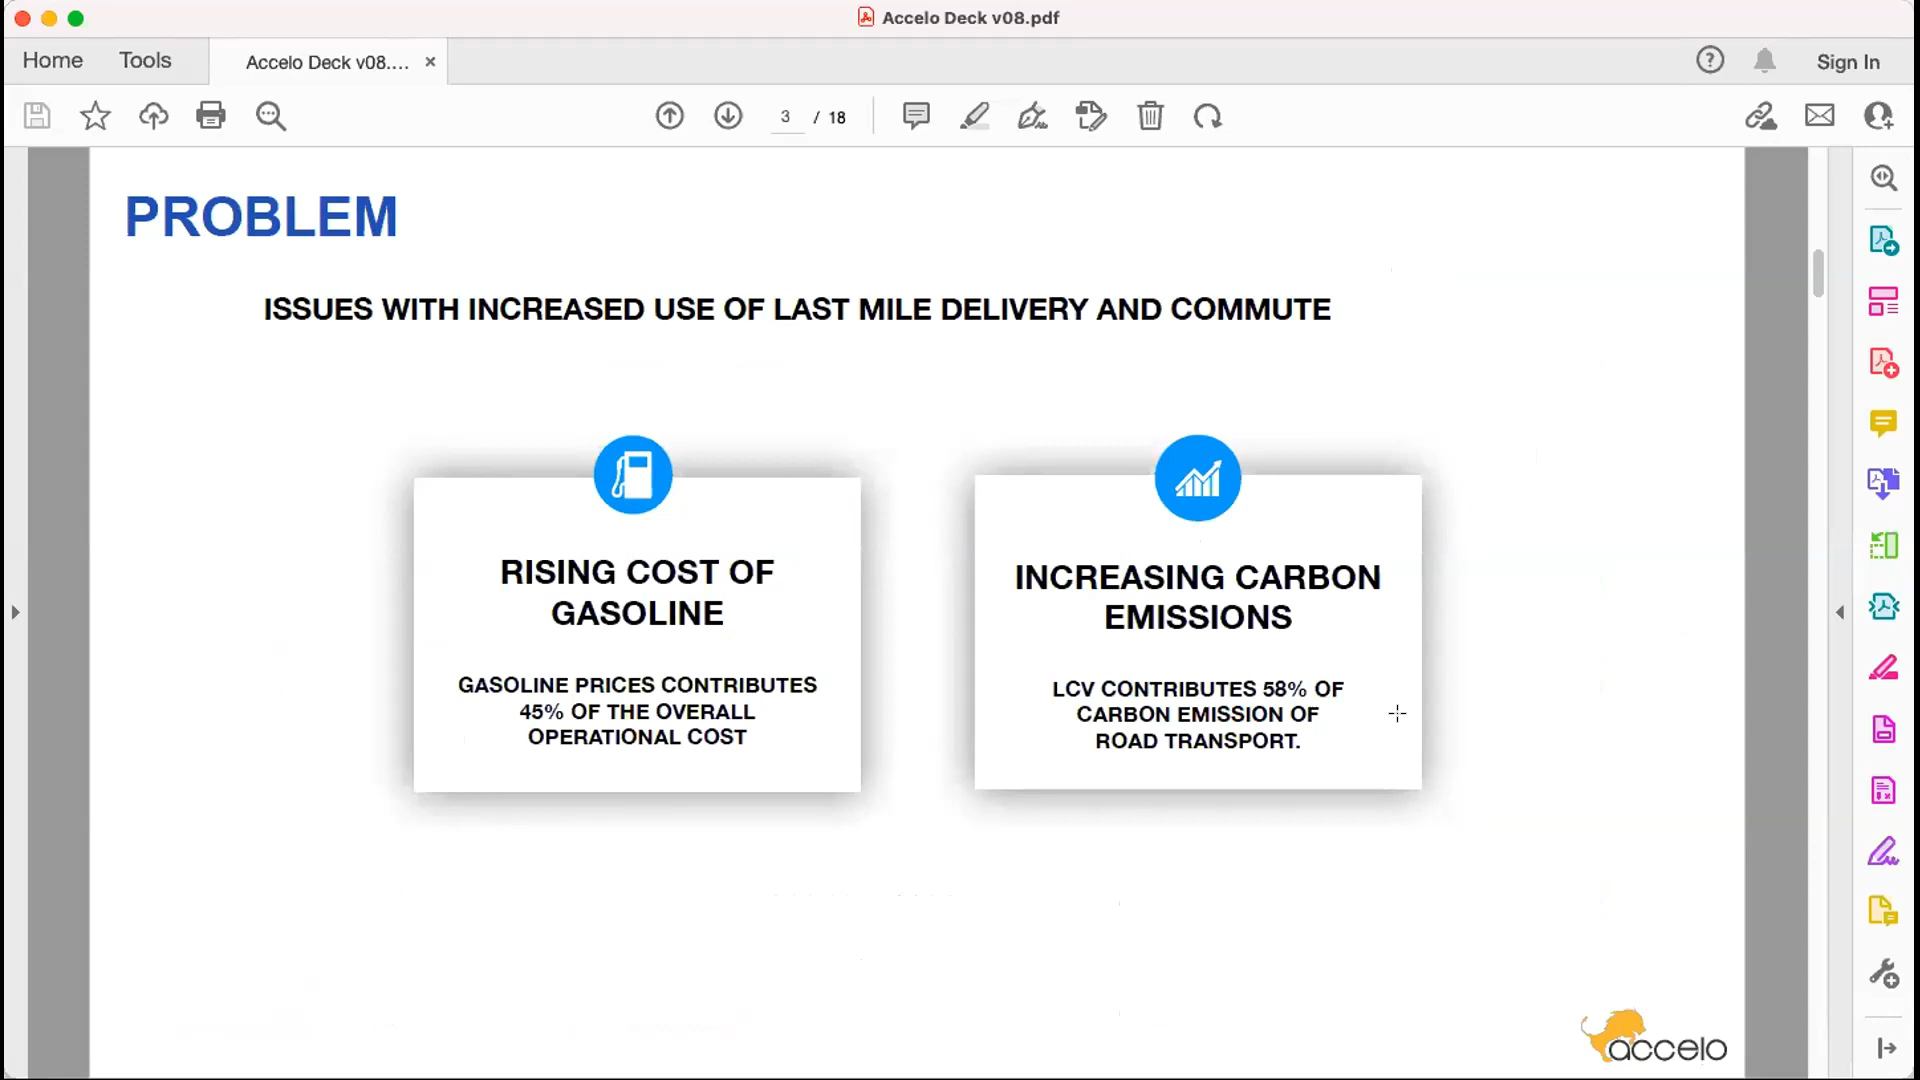 Accelo Deck v08.pdf
Home
Tools
Accelo Deck v08.... ×
Sign In
3 / 18
PROBLEM
ISSUES WITH INCREASED USE OF LAST MILE DELIVERY AND COMMUTE
RISING COST OF
GASOLINE
GASOLINE PRICES CONTRIBUTES
45% OF THE OVERALL
OPERATIONAL COST
INCREASING CARBON
EMISSIONS
LCV CONTRIBUTES 58% OF
CARBON EMISSION OF
ROAD TRANSPORT.
accelo